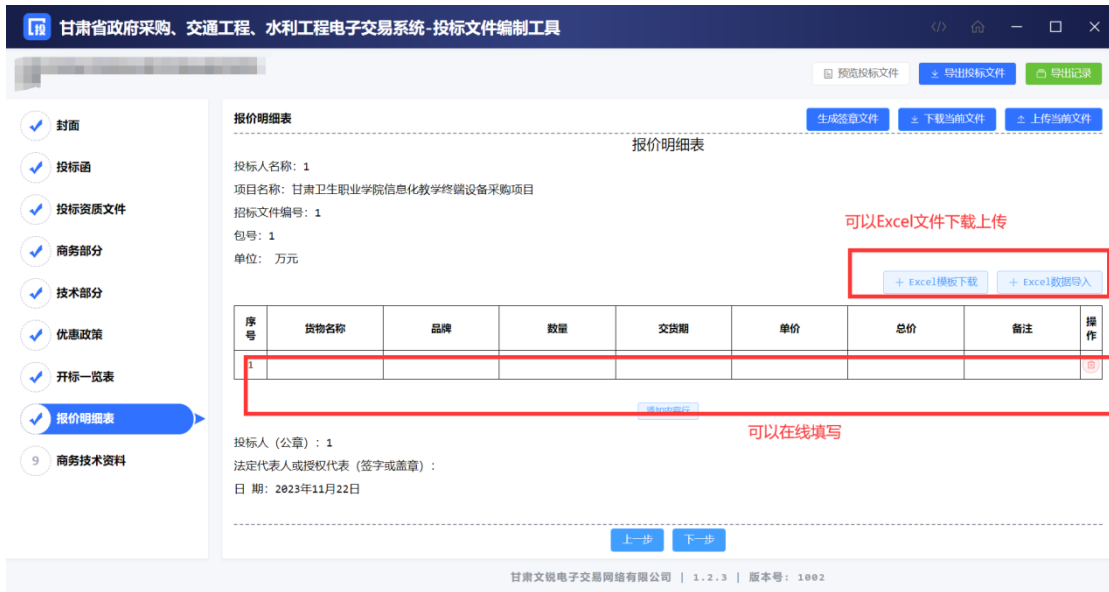 投 甘肃省政府采购、交通工程、水利工程电子交易系统-投标文件编制工具
预览投标文件 导出投标文件 导出记录
封面
投标函
投标资质文件
商务部分
技术部分
优惠政策
开标一览表
报价明细表
9 商务技术资料
报价明细表 生成签章文件 下载当前文件 上传当前文件
报价明细表
投标人名称: 1
项目名称: 甘肃卫生职业学院信息化教学终端设备采购项目
招标文件编号: 1
包号: 1
单位: 万元
可以Excel文件下载上传
+ Excel模板下载 + Excel数据导入
序号 货物名称 品牌 数量 交货期 单价 总价 备注 操作
1
添加内容行
可以在线填写
投标人（公章）: 1
法定代表人或授权代表（签字或盖章）:
日 期: 2023年11月22日
上一步 下一步
甘肃文锐电子交易网络有限公司 | 1.2.3 | 版本号: 1002